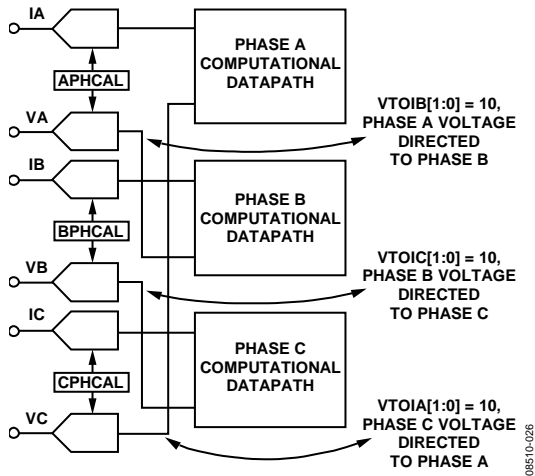 IA
PHASE A
COMPUTATIONAL
DATAPATH
APHCAL
VTOIB[1:0] = 10,
PHASE A VOLTAGE
DIRECTED
TO PHASE B
VA
IB
PHASE B
COMPUTATIONAL
DATAPATH
BPHCAL
VTOIC[1:0] = 10,
PHASE B VOLTAGE
DIRECTED
TO PHASE C
VB
IC
PHASE C
COMPUTATIONAL
DATAPATH
CPHCAL
VTOIA[1:0] = 10,
PHASE C VOLTAGE
DIRECTED
TO PHASE A
VC
08510-026